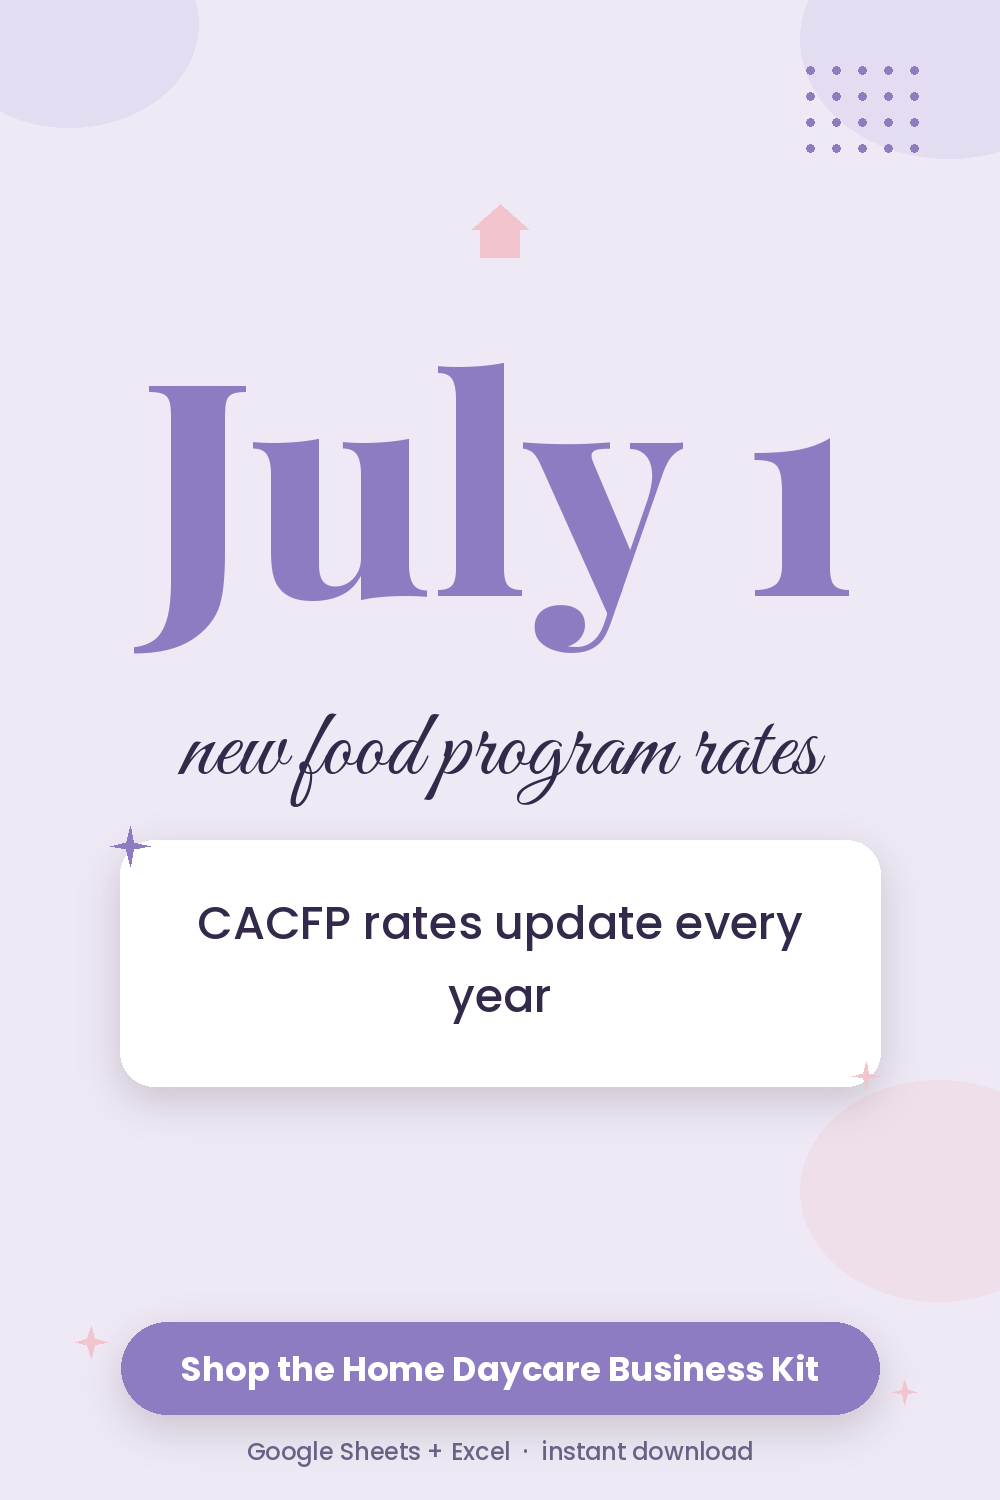 July 1
new food program rates
CACFP rates update every
year
Shop the Home Daycare Business Kit
Google Sheets + Excel · instant download